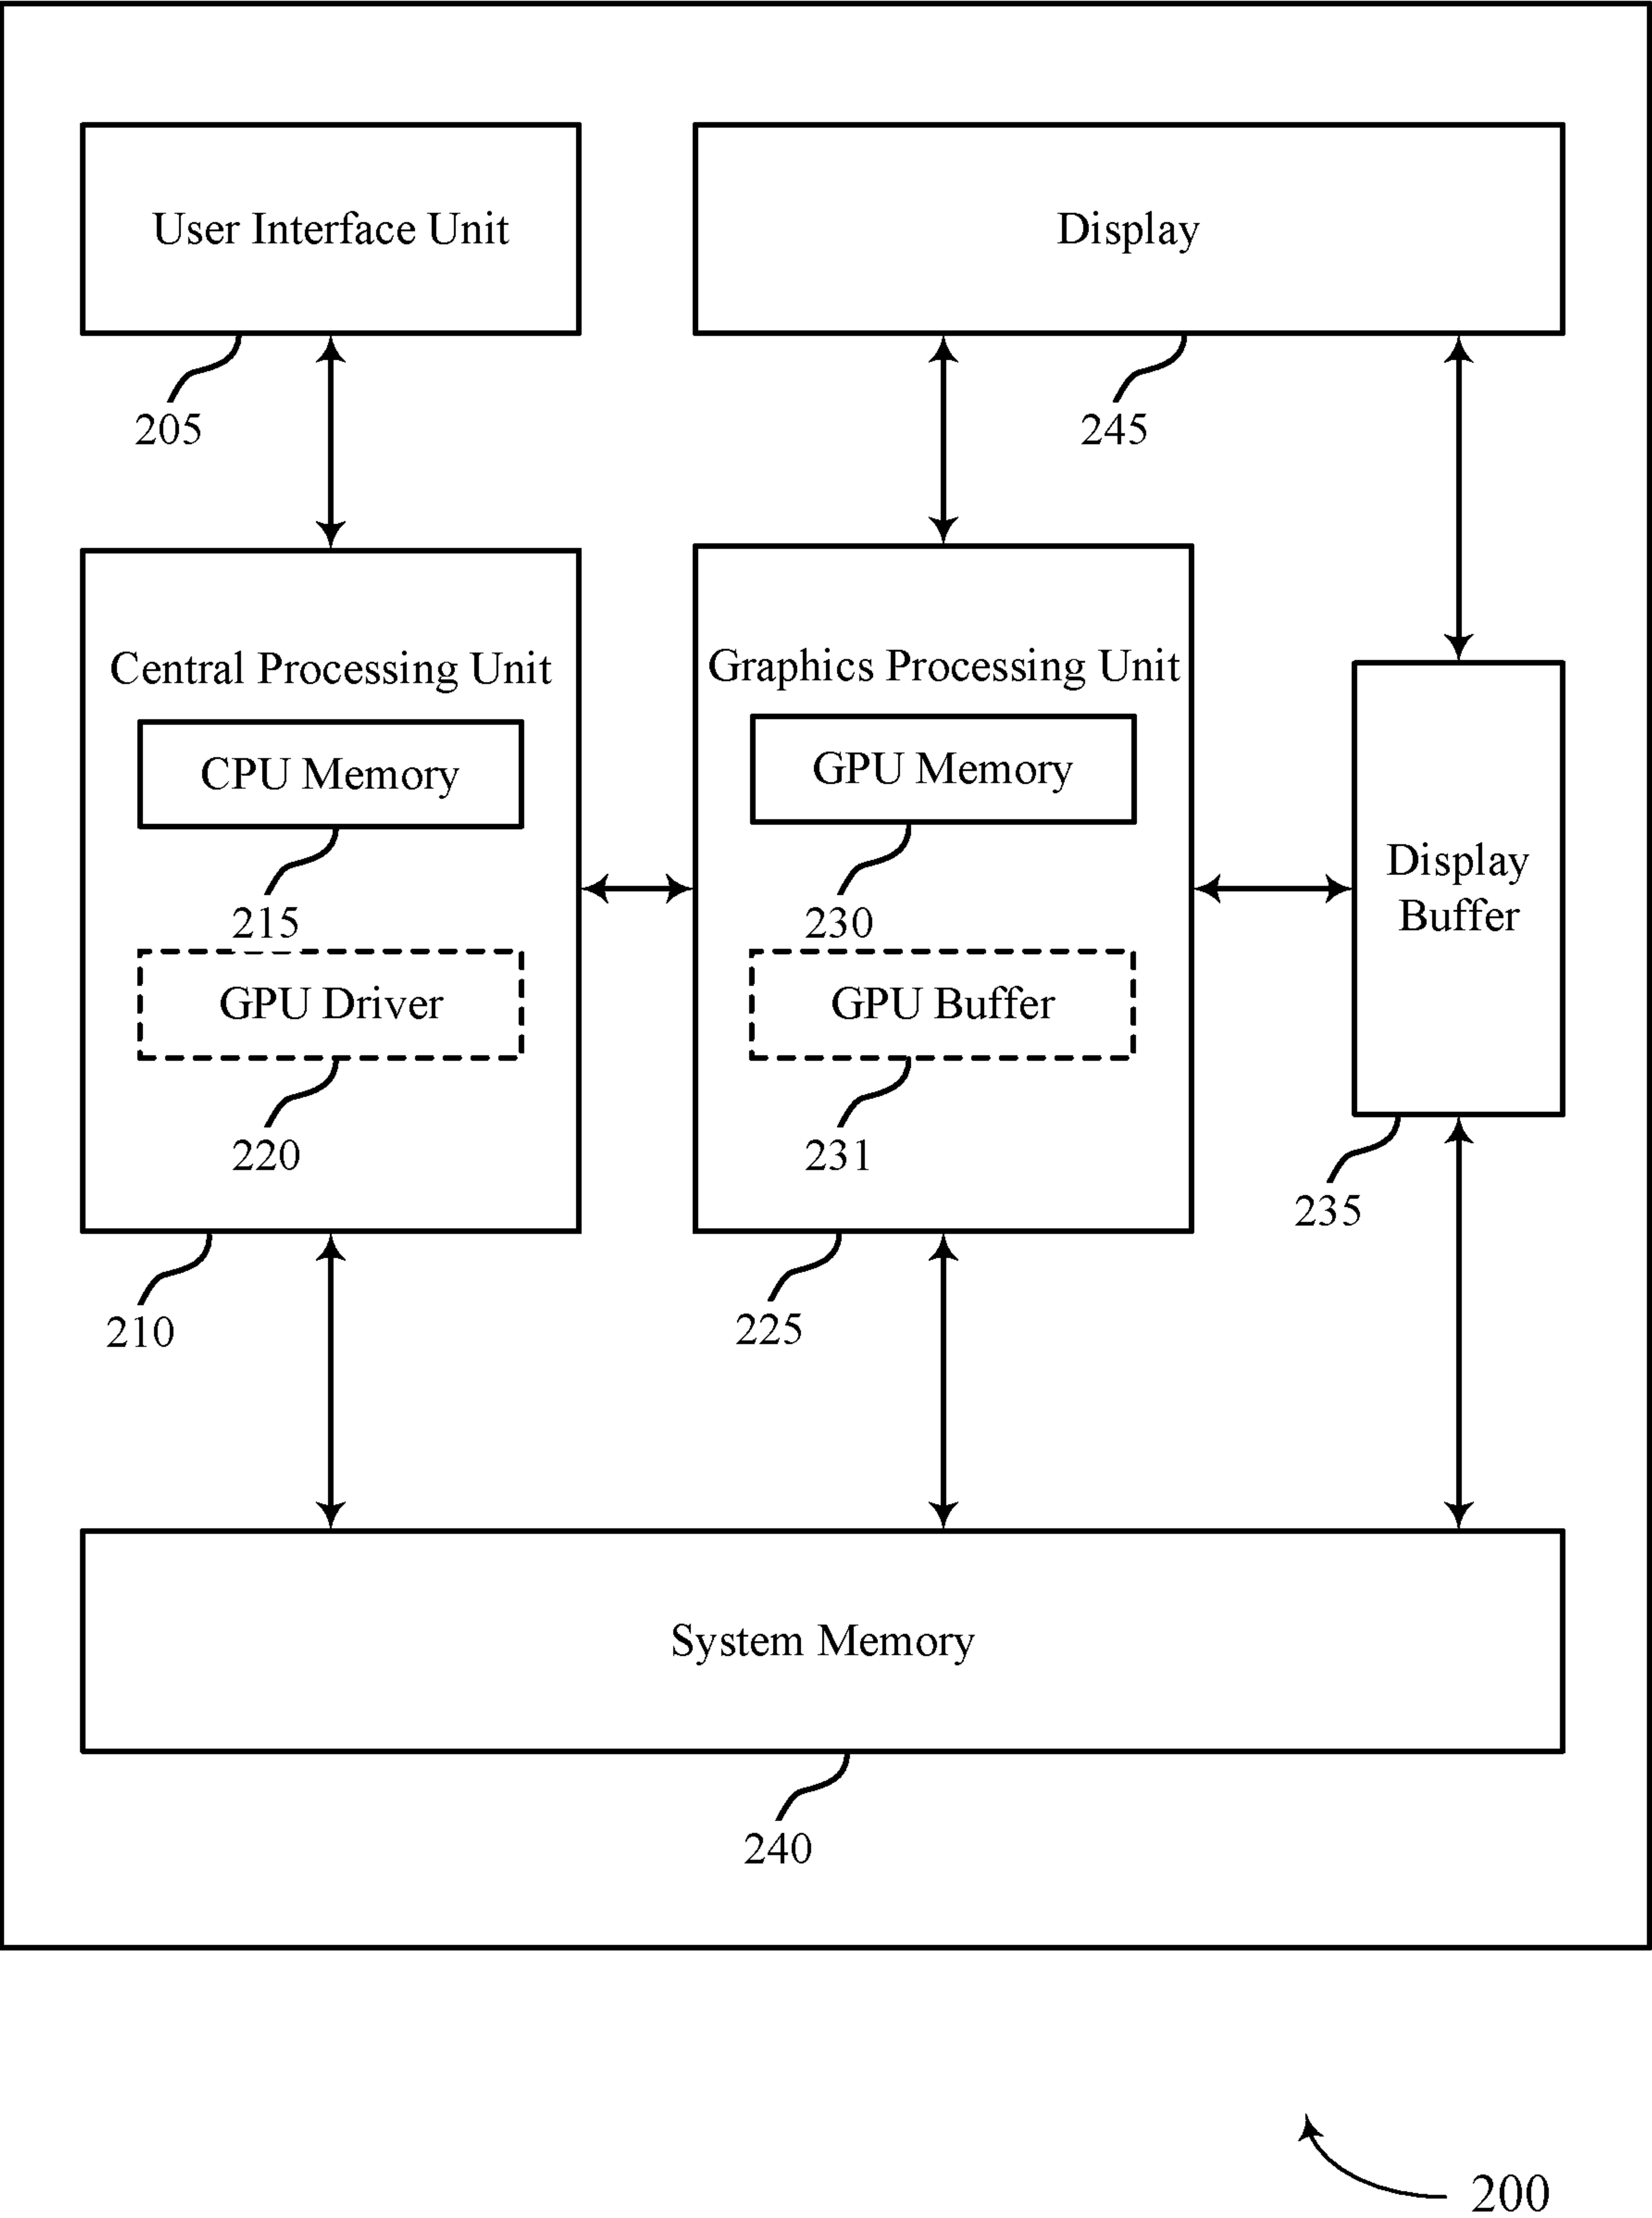 User Interface Unit
Display
205
245
Central Processing Unit
Graphics Processing Unit
CPU Memory
GPU Memory
Display
Buffer
215
230
GPU Driver
GPU Buffer
220
231
235
210
225
System Memory
240
200